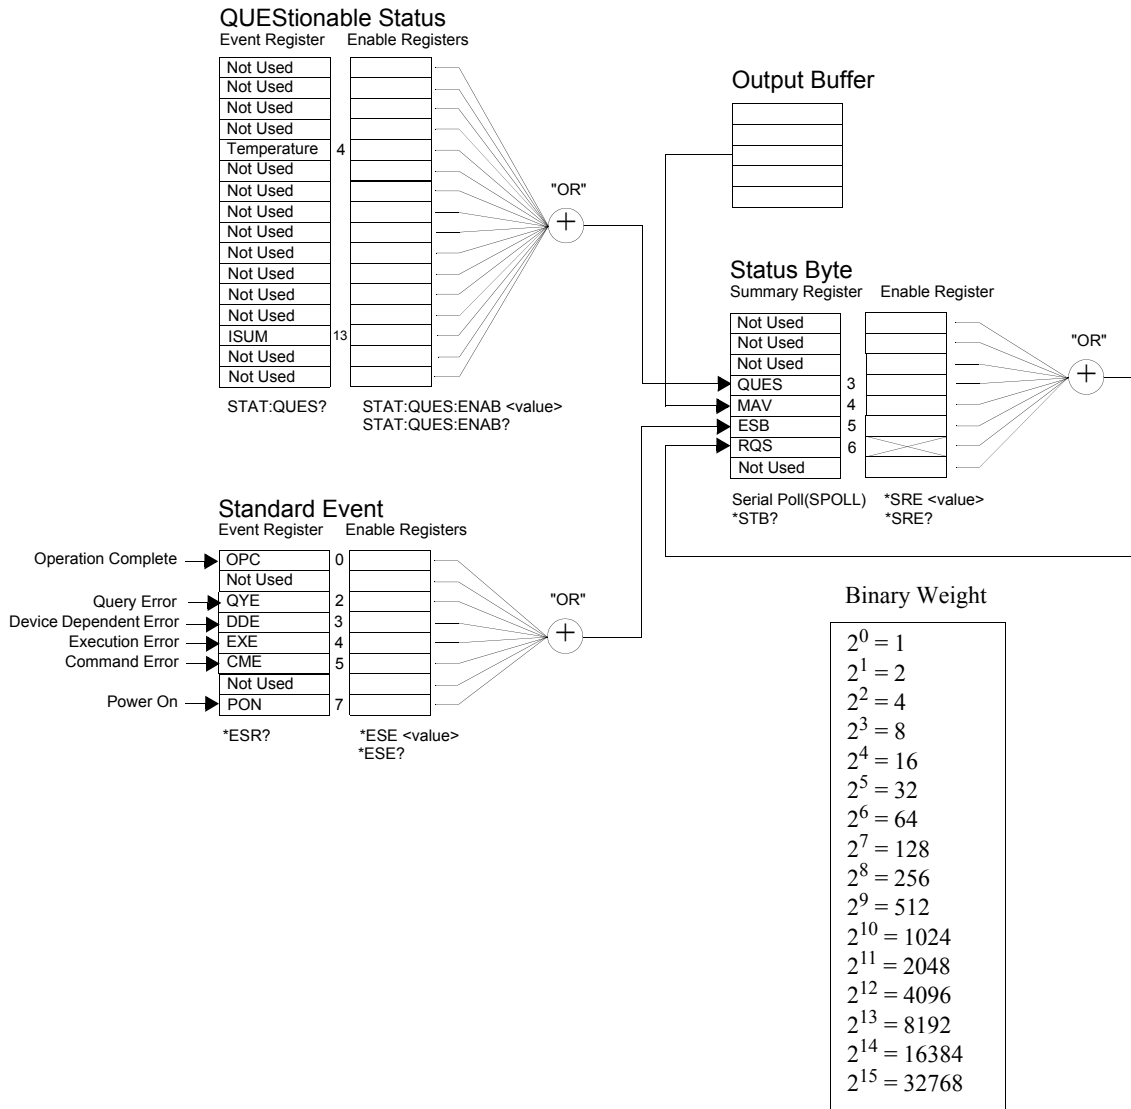 QUEStionable Status
Event Register Enable Registers
Not Used
Not Used
Not Used
Not Used
Temperature 4
Not Used
Not Used
Not Used
Not Used
Not Used
Not Used
Not Used
Not Used
ISUM 13
Not Used
Not Used
STAT:QUES? STAT:QUES:ENAB <value>
STAT:QUES:ENAB?
"OR"
+
Output Buffer
Status Byte
Summary Register Enable Register
Not Used
Not Used
Not Used
QUES 3
MAV 4
ESB 5
RQS 6
Not Used
Serial Poll(SPOLL) *SRE <value>
*STB? *SRE?
"OR"
+
Standard Event
Event Register Enable Registers
Operation Complete OPC 0
Not Used
Query Error QYE 2
Device Dependent Error DDE 3
Execution Error EXE 4
Command Error CME 5
Not Used
Power On PON 7
*ESR? *ESE <value>
*ESE?
"OR"
+
Binary Weight
2^0 = 1
2^1 = 2
2^2 = 4
2^3 = 8
2^4 = 16
2^5 = 32
2^6 = 64
2^7 = 128
2^8 = 256
2^9 = 512
2^10 = 1024
2^11 = 2048
2^12 = 4096
2^13 = 8192
2^14 = 16384
2^15 = 32768